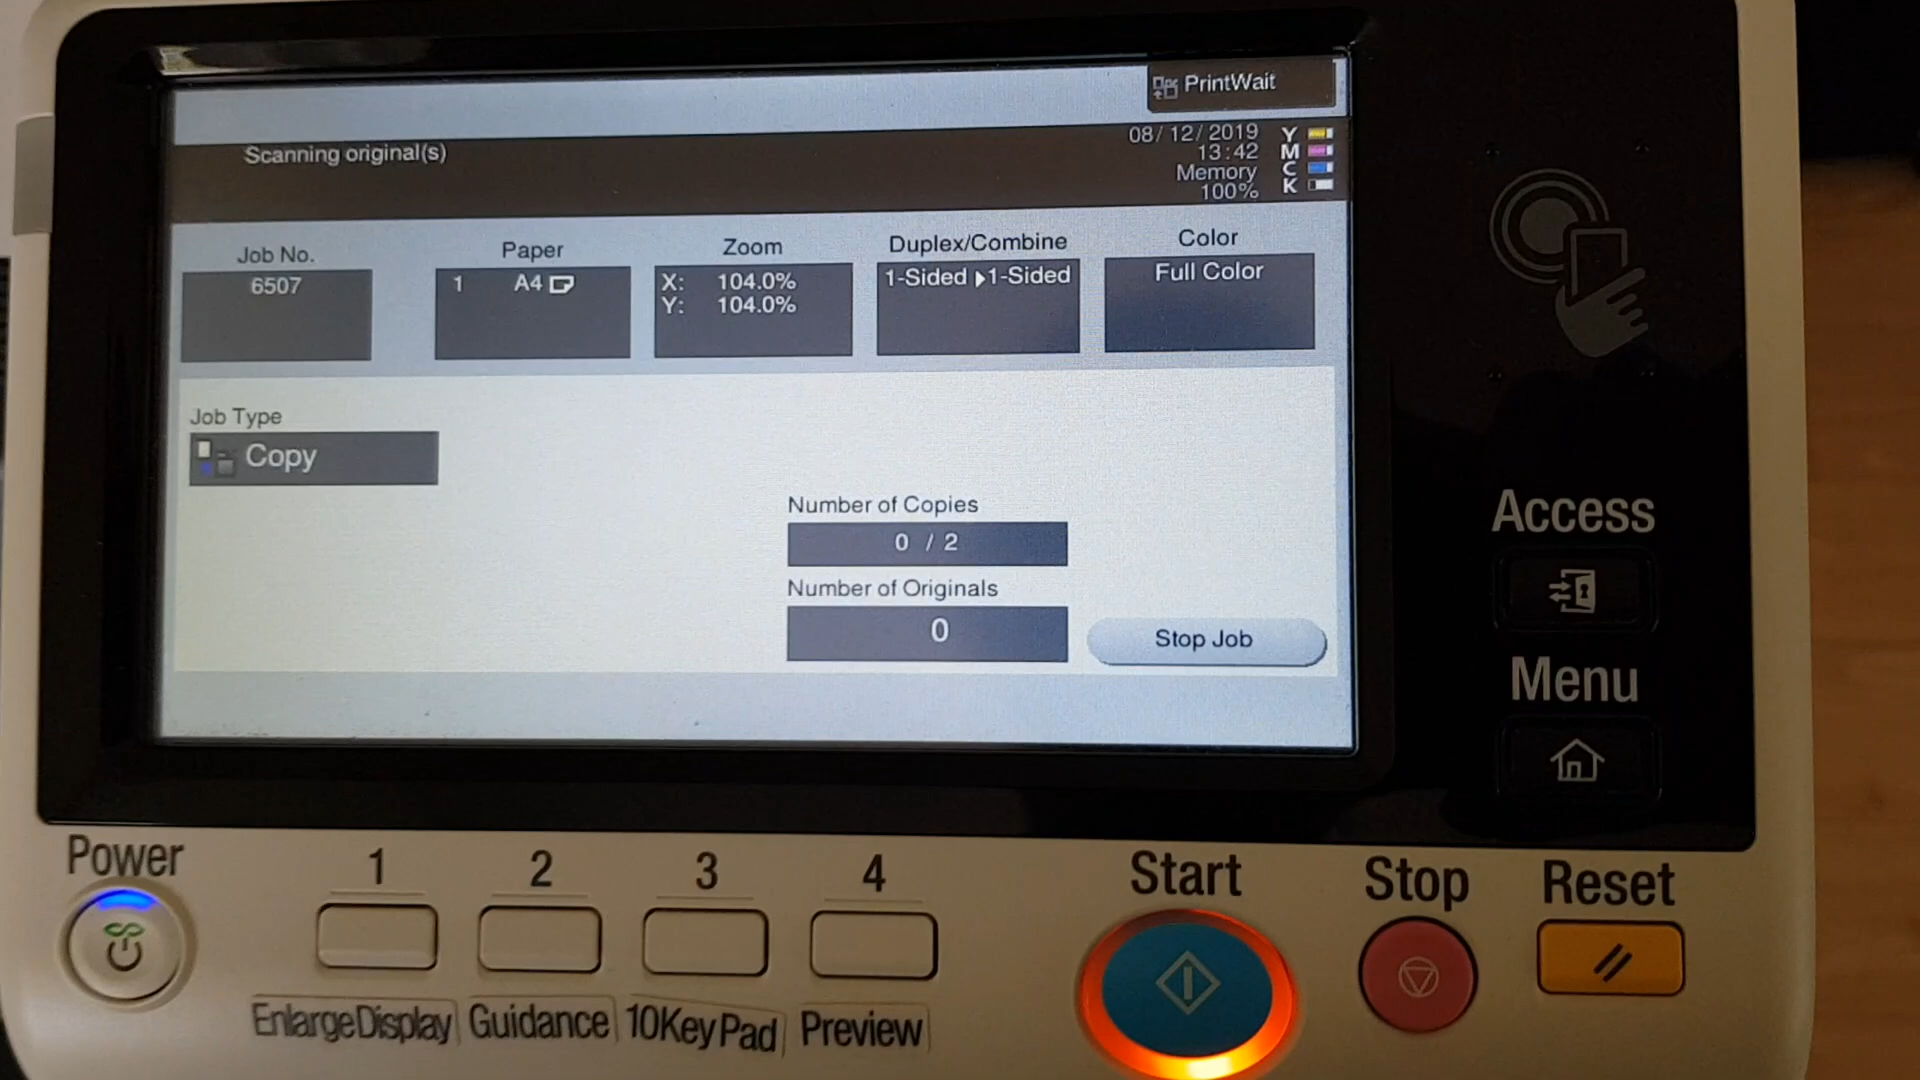 PrintWait
Scanning original(s)
08/12/2019
13:42
Memory
100%
Y
M
C
K
Job No.
6507
Paper
1 A4
Zoom
X: 104.0%
Y: 104.0%
Duplex/Combine
1-Sided ▶1-Sided
Color
Full Color
Job Type
Copy
Number of Copies
0 / 2
Number of Originals
0
Stop Job
Access
Menu
Power
1
2
3
4
Start
Stop
Reset
EnlargeDisplay
Guidance
10KeyPad
Preview